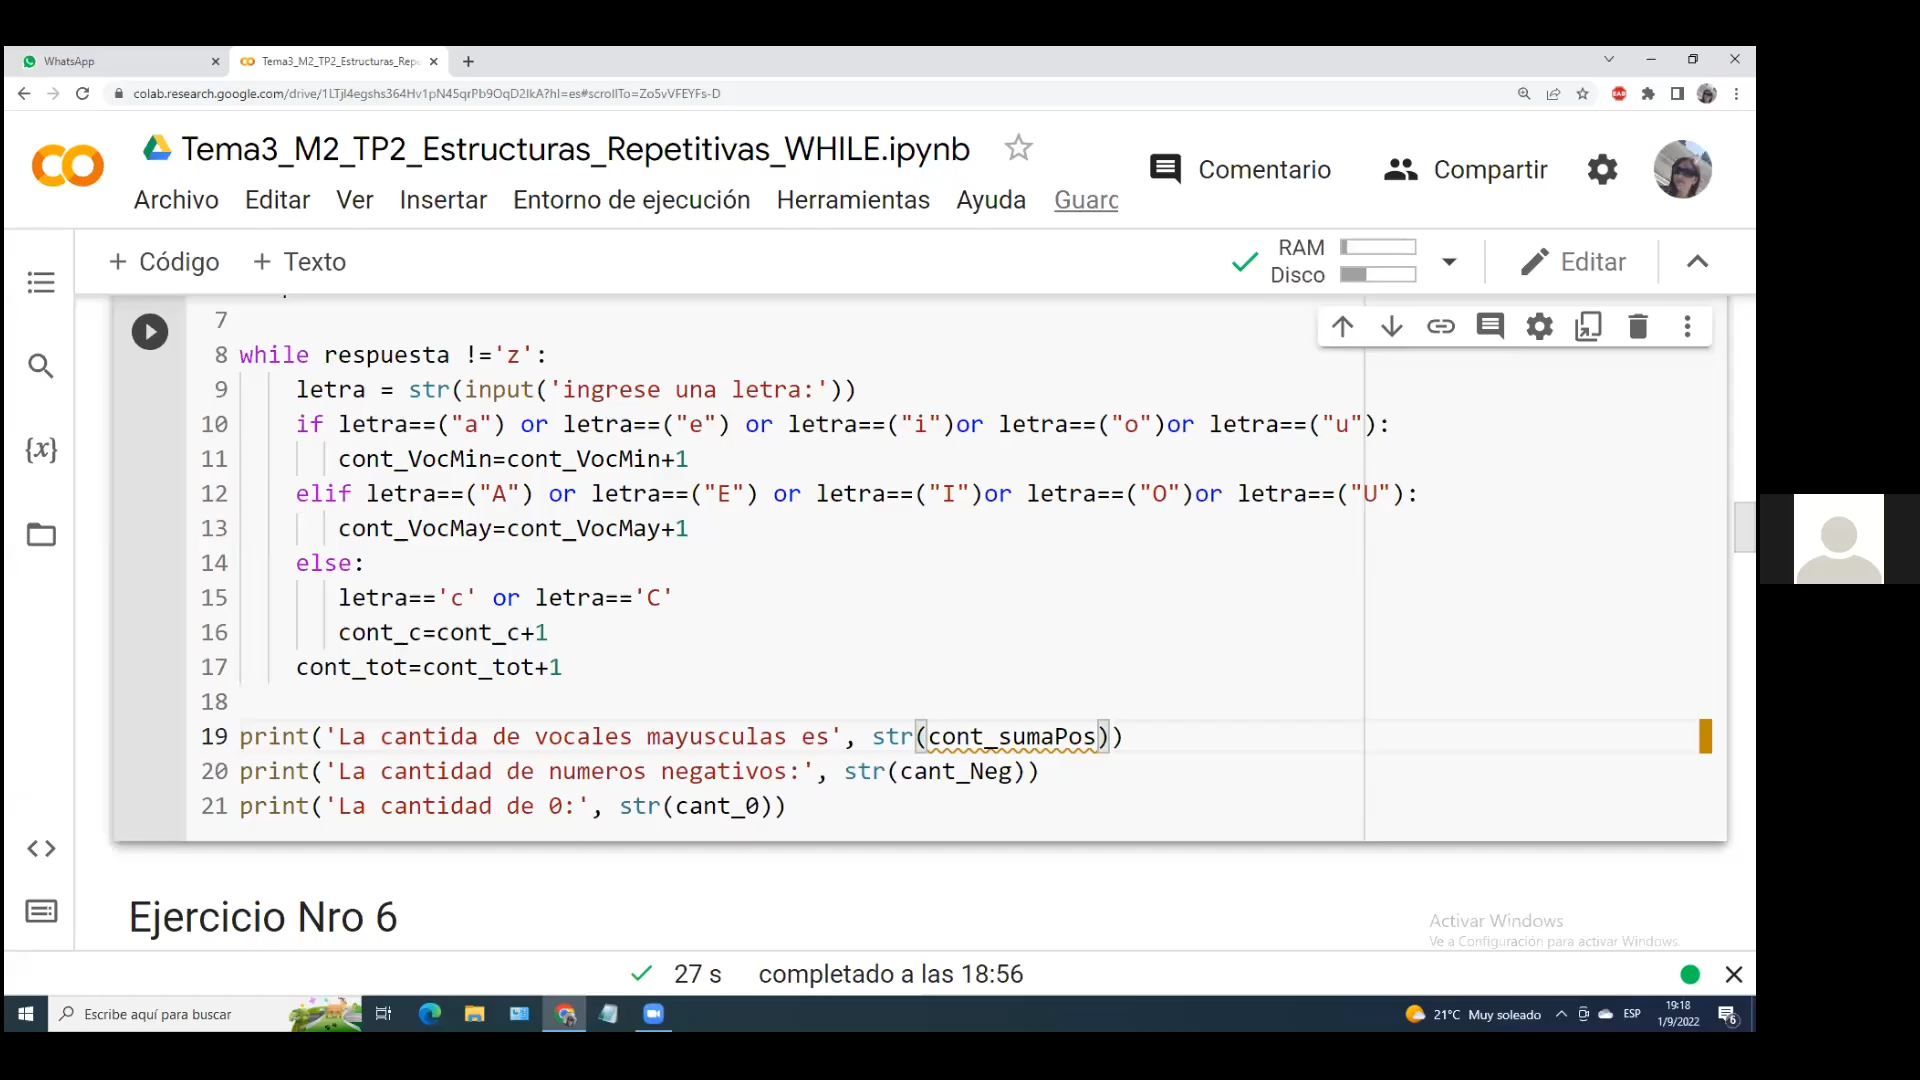 WhatsApp
Tema3_M2_TP2_Estructuras_Rep
colab.research.google.com/drive/1LTjl4egshs364Hv1pN45qrPb9OqD2IkA?hl=es#scrollTo=Zo5vVFEYFs-D
Tema3_M2_TP2_Estructuras_Repetitivas_WHILE.ipynb
Comentario
Compartir
Archivo Editar Ver Insertar Entorno de ejecución Herramientas Ayuda Guarc
+ Código + Texto
RAM
Disco
Editar
7
8 while respuesta !='z':
9 letra = str(input('ingrese una letra:'))
10 if letra==("a") or letra==("e") or letra==("i")or letra==("o")or letra==("u"):
11 cont_VocMin=cont_VocMin+1
12 elif letra==("A") or letra==("E") or letra==("I")or letra==("O")or letra==("U"):
13 cont_VocMay=cont_VocMay+1
14 else:
15 letra=='c' or letra=='C'
16 cont_c=cont_c+1
17 cont_tot=cont_tot+1
18
19 print('La cantida de vocales mayusculas es', str(cont_sumaPos))
20 print('La cantidad de numeros negativos:', str(cant_Neg))
21 print('La cantidad de 0:', str(cant_0))
Ejercicio Nro 6
Activar Windows
Ve a Configuración para activar Windows.
27 s completado a las 18:56
Escribe aquí para buscar
21°C Muy soleado
ESP
19:18
1/9/2022
6